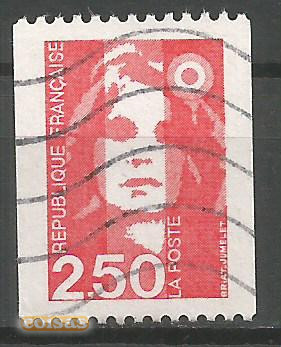 REPUBLIQUE FRANÇAISE
2.50
LA POSTE
BRIAT.JUMELET